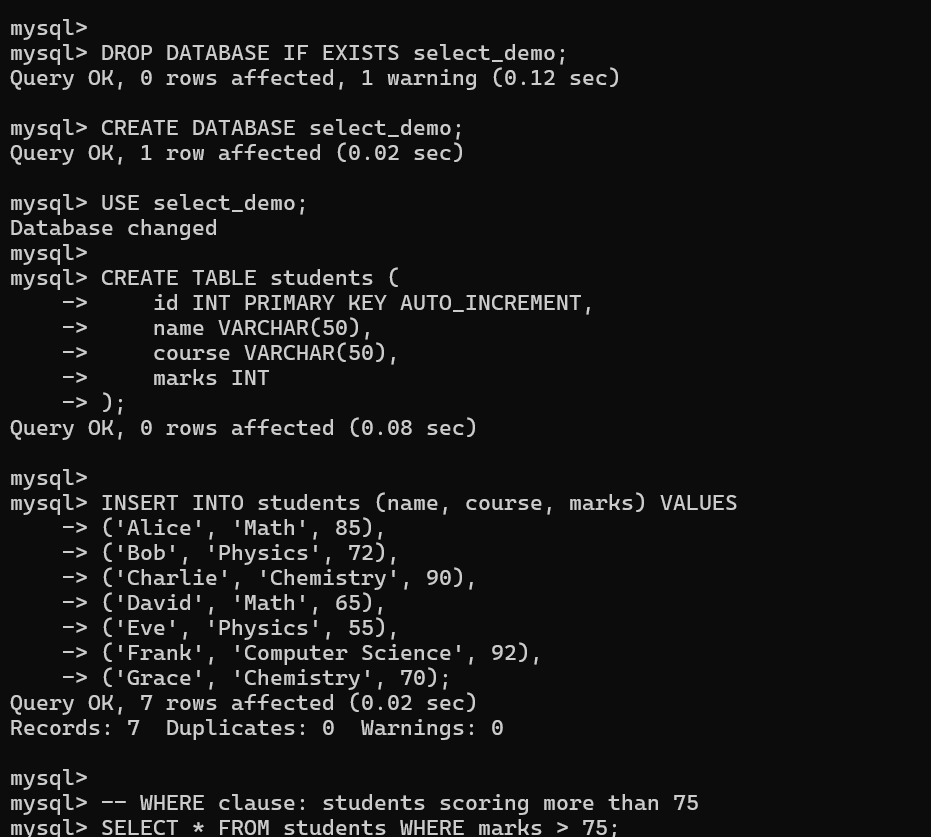 mysql>
mysql> DROP DATABASE IF EXISTS select_demo;
Query OK, 0 rows affected, 1 warning (0.12 sec)

mysql> CREATE DATABASE select_demo;
Query OK, 1 row affected (0.02 sec)

mysql> USE select_demo;
Database changed
mysql>
mysql> CREATE TABLE students (
    ->     id INT PRIMARY KEY AUTO_INCREMENT,
    ->     name VARCHAR(50),
    ->     course VARCHAR(50),
    ->     marks INT
    -> );
Query OK, 0 rows affected (0.08 sec)

mysql>
mysql> INSERT INTO students (name, course, marks) VALUES
    -> ('Alice', 'Math', 85),
    -> ('Bob', 'Physics', 72),
    -> ('Charlie', 'Chemistry', 90),
    -> ('David', 'Math', 65),
    -> ('Eve', 'Physics', 55),
    -> ('Frank', 'Computer Science', 92),
    -> ('Grace', 'Chemistry', 70);
Query OK, 7 rows affected (0.02 sec)
Records: 7  Duplicates: 0  Warnings: 0

mysql>
mysql> -- WHERE clause: students scoring more than 75
mysql> SELECT * FROM students WHERE marks > 75;